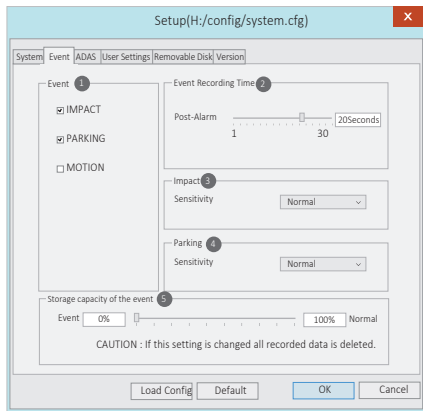 Setup(H:/config/system.cfg)
x
System Event ADAS User Settings Removable Disk Version
Event 1
IMPACT
PARKING
MOTION
Event Recording Time 2
Post-Alarm 20Seconds
1 30
Impact 3
Sensitivity Normal
Parking 4
Sensitivity Normal
Storage capacity of the event 5
Event 0% 100% Normal
CAUTION : If this setting is changed all recorded data is deleted.
Load Config Default OK Cancel